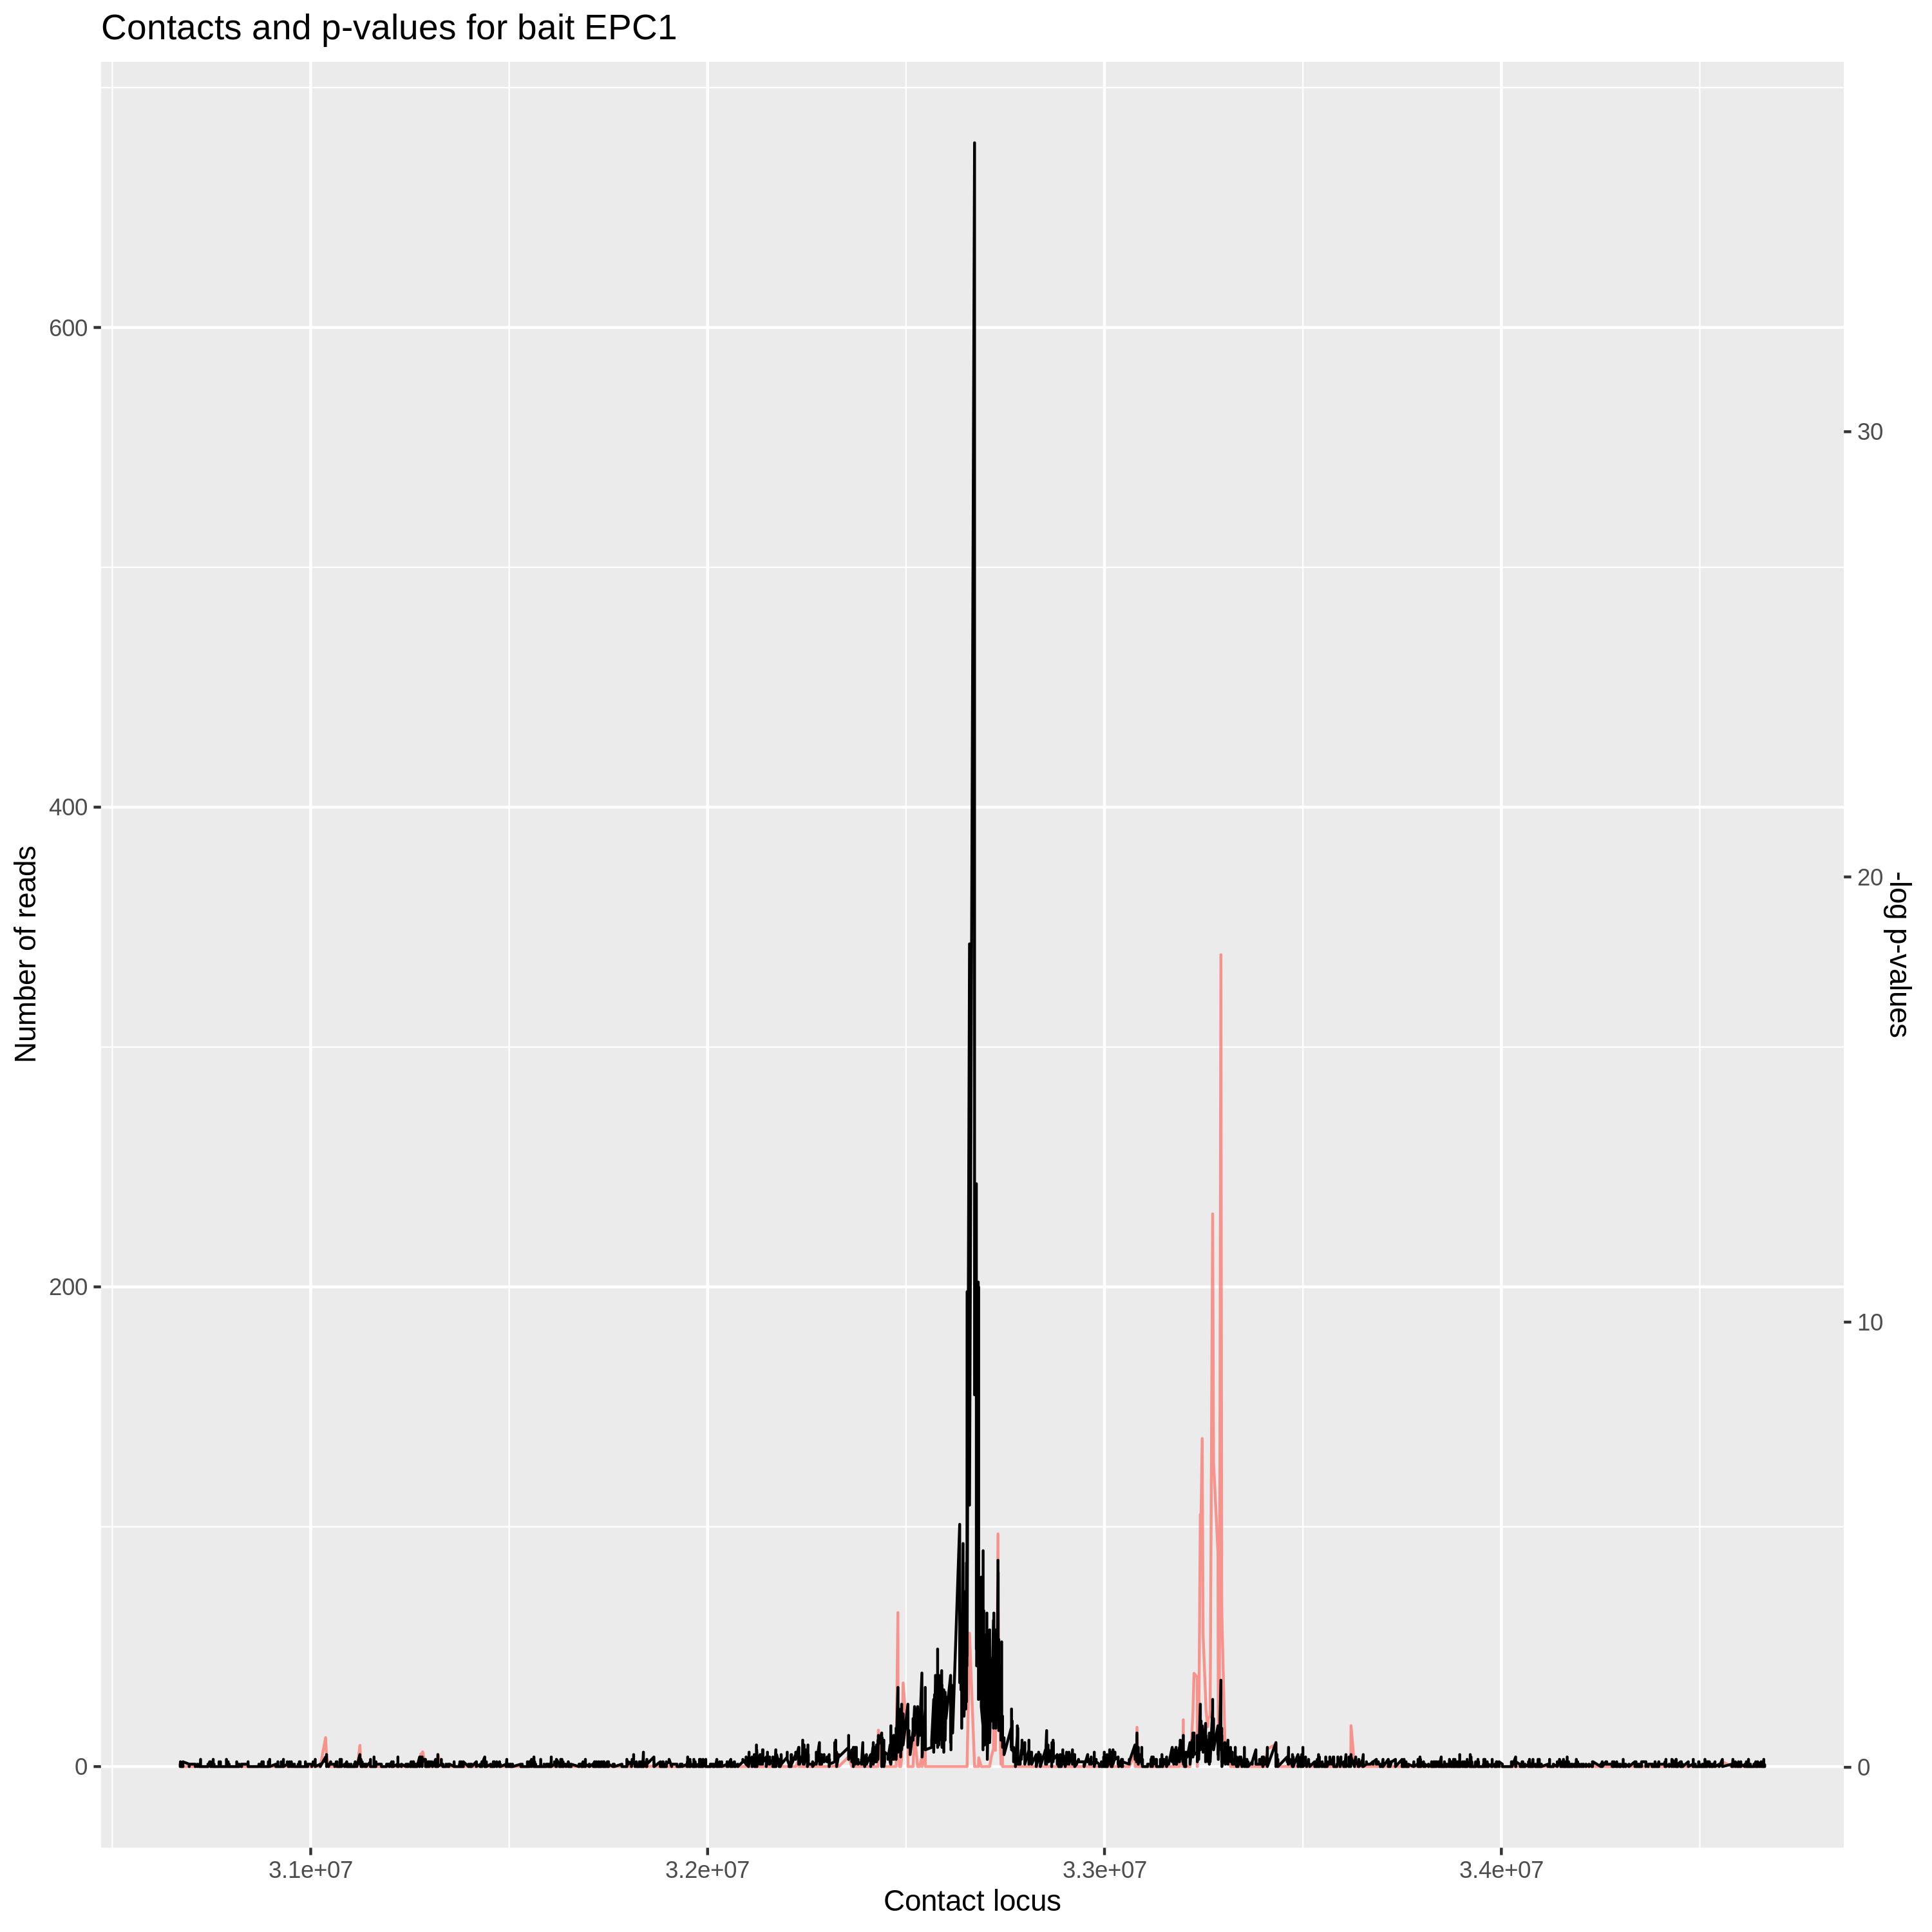 Contacts and p-values for bait EPC1
Number of reads
600
400
200
0
30
20
10
0
-log p-values
3.1e+07 3.2e+07 3.3e+07 3.4e+07
Contact locus